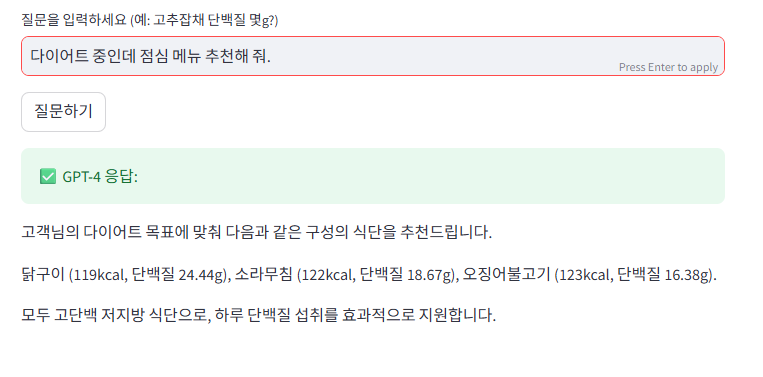 질문을 입력하세요 (예: 고추잡채 단백질 몇g?)
다이어트 중인데 점심 메뉴 추천해 줘.
Press Enter to apply
질문하기
✅ GPT-4 응답:
고객님의 다이어트 목표에 맞춰 다음과 같은 구성의 식단을 추천드립니다.
닭구이 (119kcal, 단백질 24.44g), 소라무침 (122kcal, 단백질 18.67g), 오징어불고기 (123kcal, 단백질 16.38g).
모두 고단백 저지방 식단으로, 하루 단백질 섭취를 효과적으로 지원합니다.